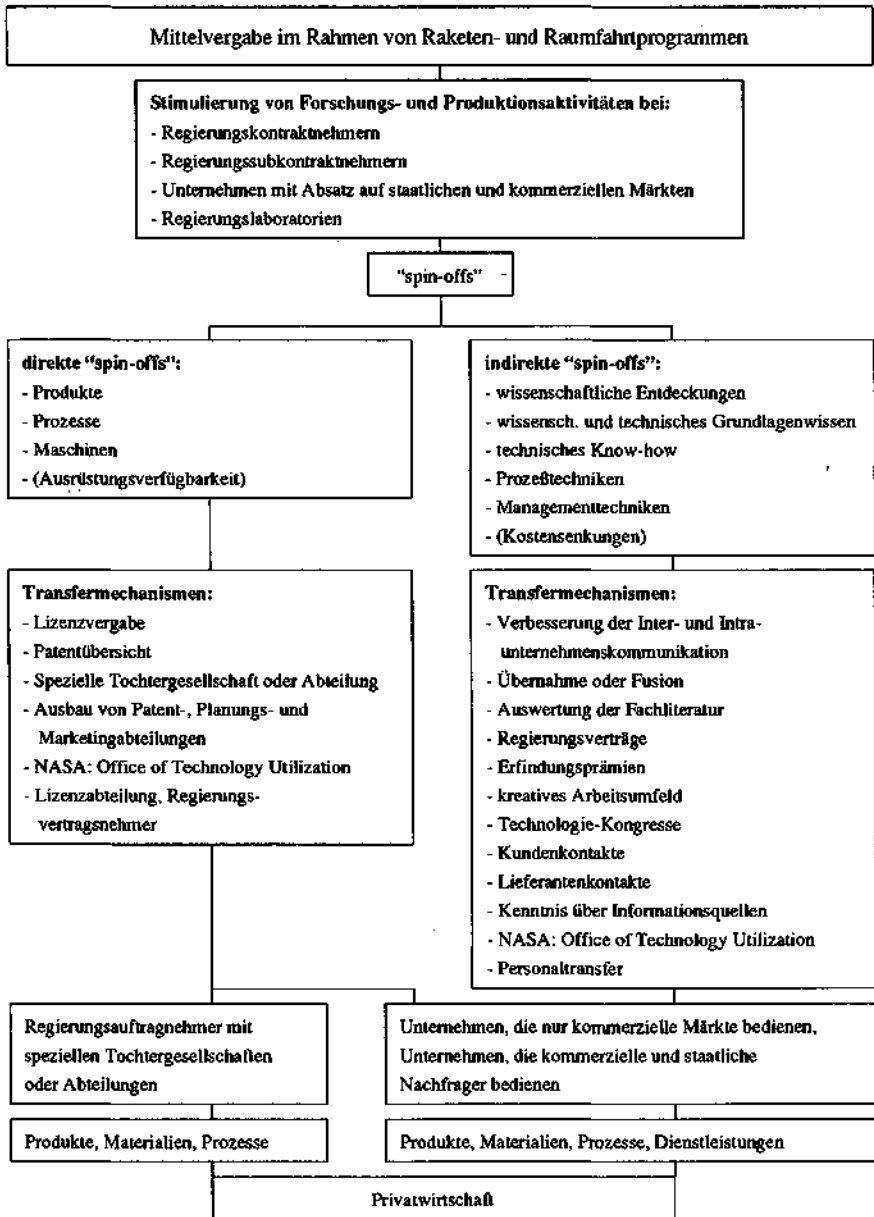 Mittelvergabe im Rahmen von Raketen- und Raumfahrtprogrammen
Stimulierung von Forschungs- und Produktionsaktivitäten bei:
- Regierungskontraktnehmern
- Regierungssubkontraktnehmern
- Unternehmen mit Absatz auf staatlichen und kommerziellen Märkten
- Regierungslaboratorien
"spin-offs"
direkte "spin-offs":
- Produkte
- Prozesse
- Maschinen
- (Ausrüstungsverfügbarkeit)
indirekte "spin-offs":
- wissenschaftliche Entdeckungen
- wissensch. und technisches Grundlagenwissen
- technisches Know-how
- Prozeßtechniken
- Managementtechniken
- (Kostensenkungen)
Transfermechanismen:
- Lizenzvergabe
- Patentübersicht
- Spezielle Tochtergesellschaft oder Abteilung
- Ausbau von Patent-, Planungs- und
Marketingabteilungen
- NASA: Office of Technology Utilization
- Lizenzabteilung, Regierungs-
vertragsnehmer
Transfermechanismen:
- Verbesserung der Inter- und Intra-
unternehmenskommunikation
- Übernahme oder Fusion
- Auswertung der Fachliteratur
- Regierungsverträge
- Erfindungsprämien
- kreatives Arbeitsumfeld
- Technologie-Kongresse
- Kundenkontakte
- Lieferantenkontakte
- Kenntnis über Informationsquellen
- NASA: Office of Technology Utilization
- Personaltransfer
Regierungsauftragnehmer mit
speziellen Tochtergesellschaften
oder Abteilungen
Unternehmen, die nur kommerzielle Märkte bedienen,
Unternehmen, die kommerzielle und staatliche
Nachfrager bedienen
Produkte, Materialien, Prozesse
Produkte, Materialien, Prozesse, Dienstleistungen
Privatwirtschaft